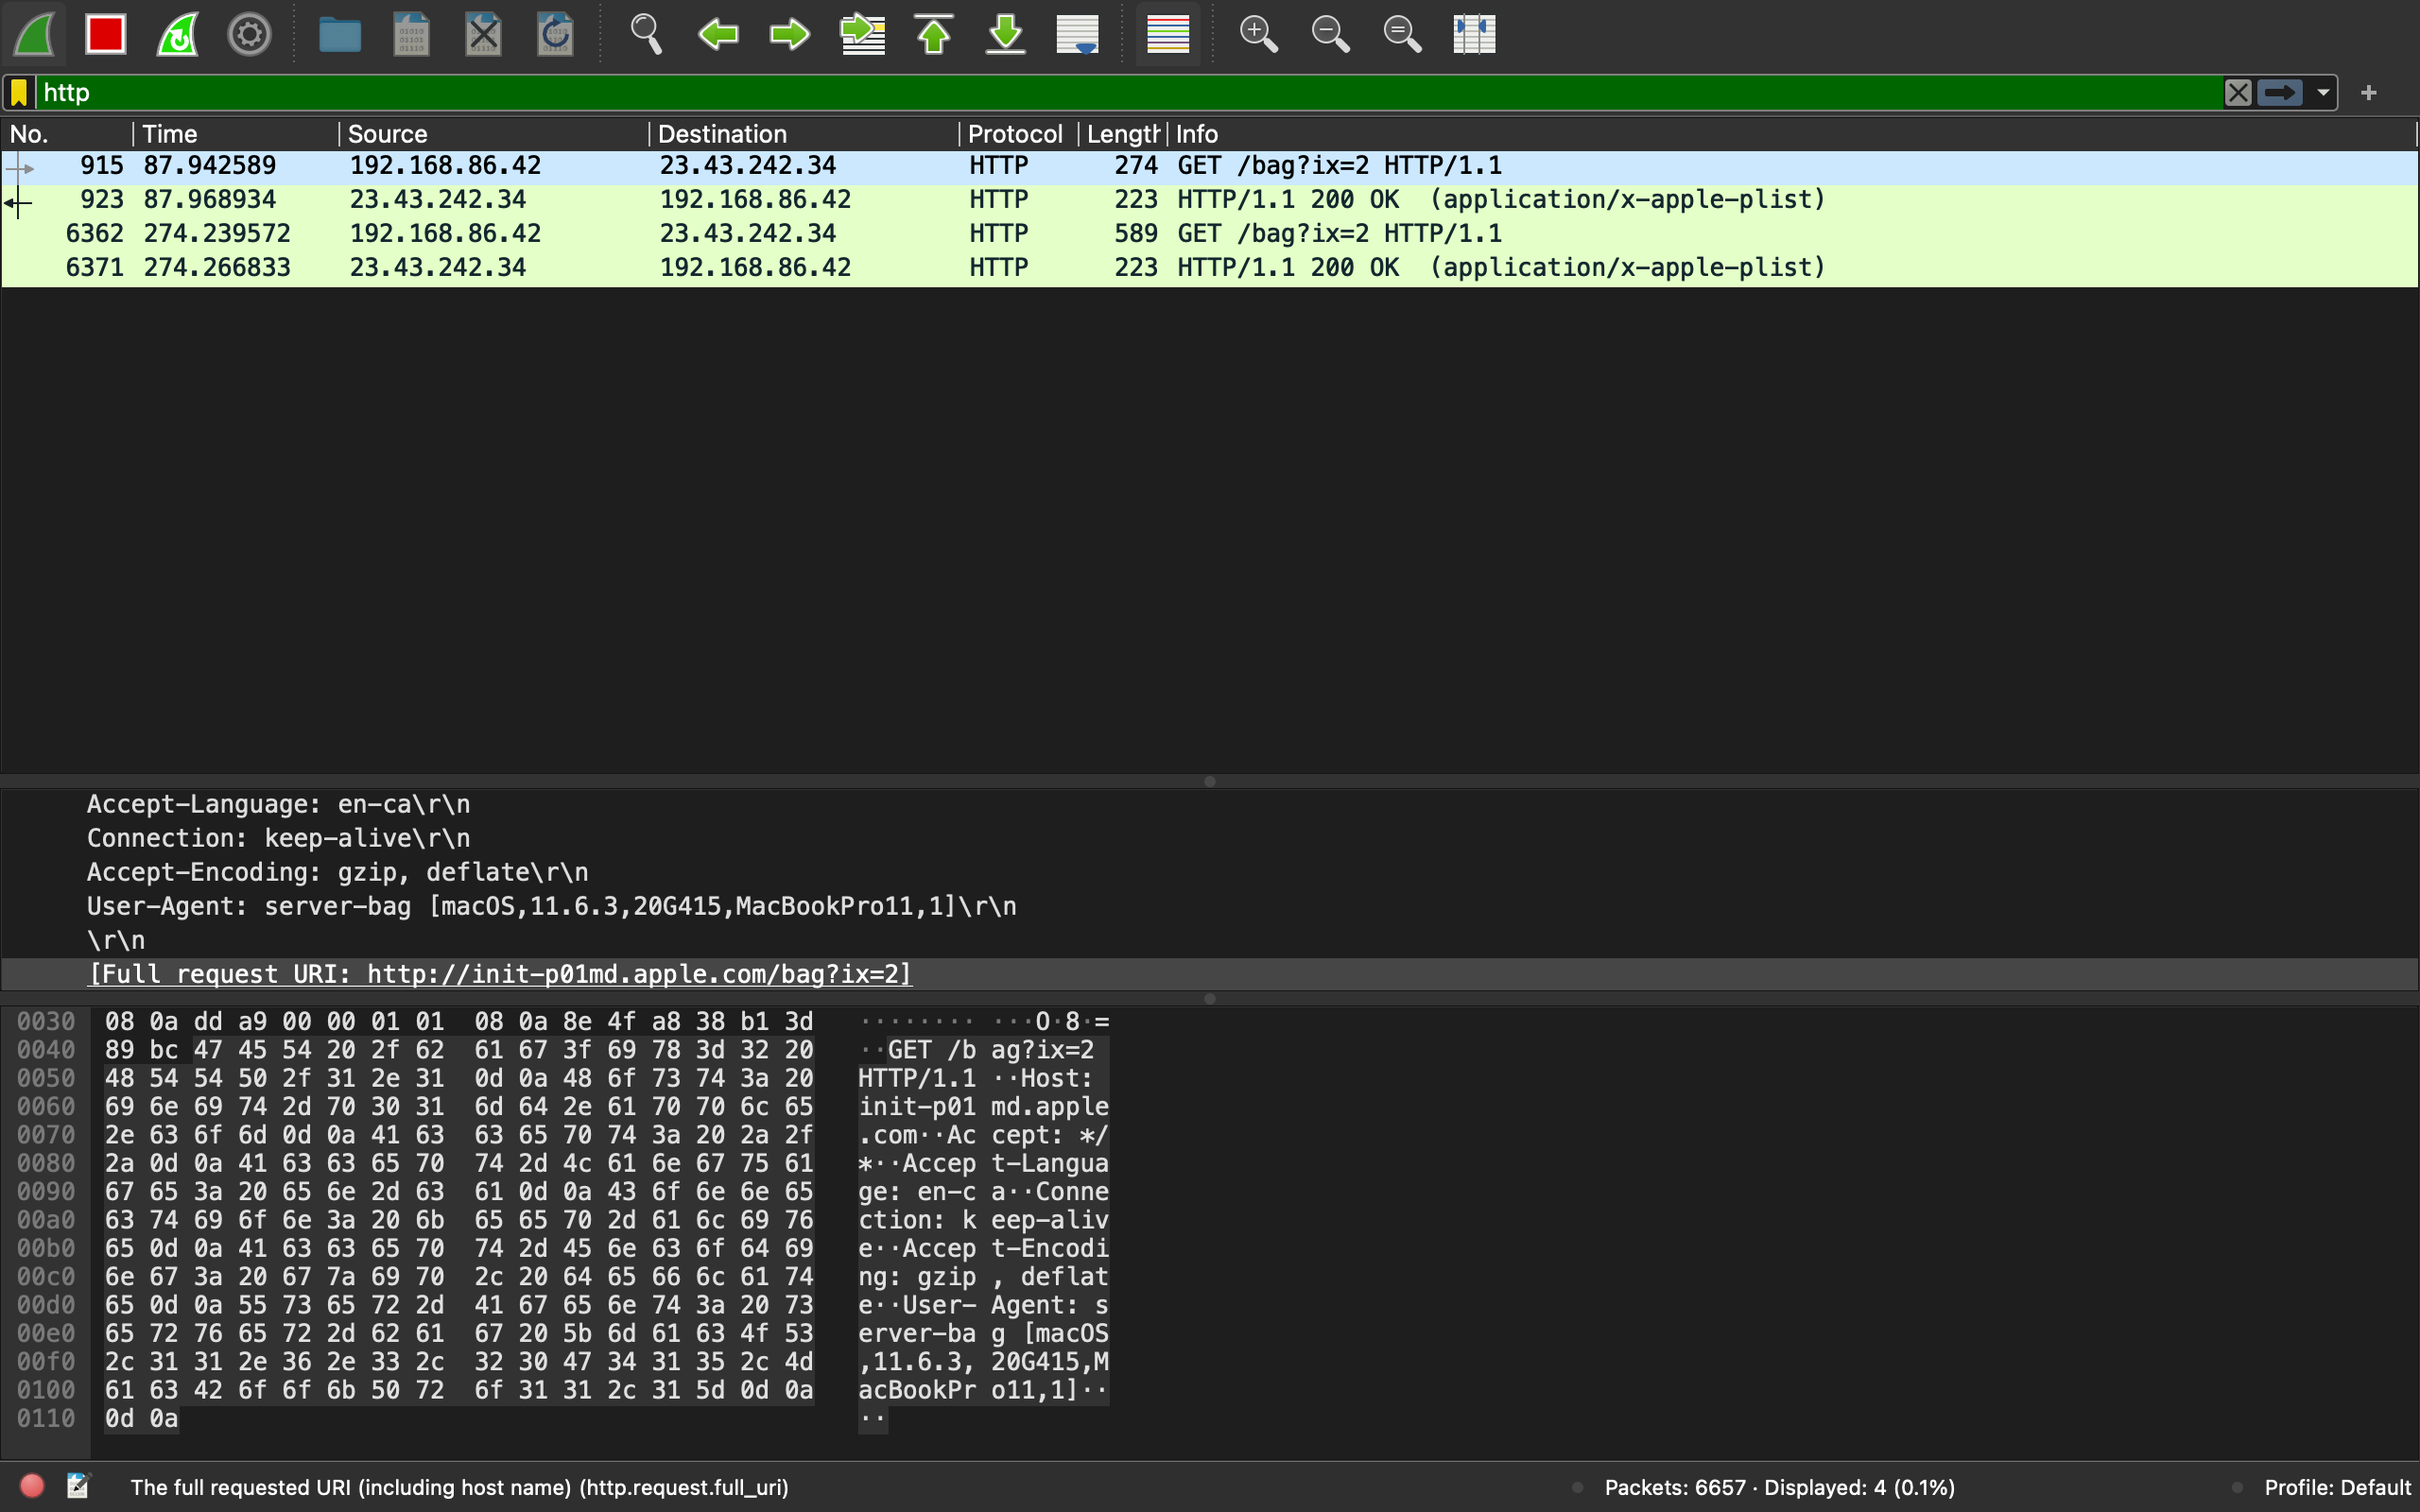 http
No. Time Source Destination Protocol Length Info
915 87.942589 192.168.86.42 23.43.242.34 HTTP 274 GET /bag?ix=2 HTTP/1.1
923 87.968934 23.43.242.34 192.168.86.42 HTTP 223 HTTP/1.1 200 OK  (application/x-apple-plist)
6362 274.239572 192.168.86.42 23.43.242.34 HTTP 589 GET /bag?ix=2 HTTP/1.1
6371 274.266833 23.43.242.34 192.168.86.42 HTTP 223 HTTP/1.1 200 OK  (application/x-apple-plist)
Accept-Language: en-ca\r\n
Connection: keep-alive\r\n
Accept-Encoding: gzip, deflate\r\n
User-Agent: server-bag [macOS,11.6.3,20G415,MacBookPro11,1]\r\n
\r\n
[Full request URI: http://init-p01md.apple.com/bag?ix=2]
0030 08 0a dd a9 00 00 01 01  08 0a 8e 4f a8 38 b1 3d ········ ···O·8·=
0040 89 bc 47 45 54 20 2f 62  61 67 3f 69 78 3d 32 20 ··GET /b ag?ix=2
0050 48 54 54 50 2f 31 2e 31  0d 0a 48 6f 73 74 3a 20 HTTP/1.1 ··Host:
0060 69 6e 69 74 2d 70 30 31  6d 64 2e 61 70 70 6c 65 init-p01 md.apple
0070 2e 63 6f 6d 0d 0a 41 63  63 65 70 74 3a 20 2a 2f .com··Ac cept: */
0080 2a 0d 0a 41 63 63 65 70  74 2d 4c 61 6e 67 75 61 *··Accep t-Langua
0090 67 65 3a 20 65 6e 2d 63  61 0d 0a 43 6f 6e 6e 65 ge: en-c a··Conne
00a0 63 74 69 6f 6e 3a 20 6b  65 65 70 2d 61 6c 69 76 ction: k eep-aliv
00b0 65 0d 0a 41 63 63 65 70  74 2d 45 6e 63 6f 64 69 e··Accep t-Encodi
00c0 6e 67 3a 20 67 7a 69 70  2c 20 64 65 66 6c 61 74 ng: gzip , deflat
00d0 65 0d 0a 55 73 65 72 2d  41 67 65 6e 74 3a 20 73 e··User- Agent: s
00e0 65 72 76 65 72 2d 62 61  67 20 5b 6d 61 63 4f 53 erver-ba g [macOS
00f0 2c 31 31 2e 36 2e 33 2c  32 30 47 34 31 35 2c 4d ,11.6.3, 20G415,M
0100 61 63 42 6f 6f 6b 50 72  6f 31 31 2c 31 5d 0d 0a acBookPr o11,1]··
0110 0d 0a ··
The full requested URI (including host name) (http.request.full_uri) Packets: 6657 · Displayed: 4 (0.1%) Profile: Default